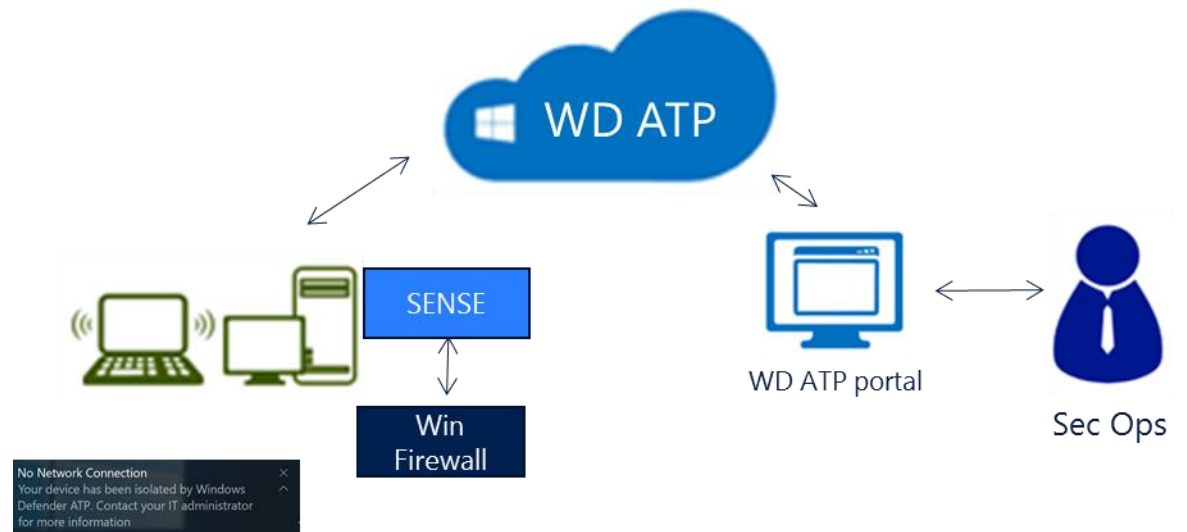 WD ATP
SENSE
Win
Firewall
WD ATP portal
Sec Ops
No Network Connection
Your device has been isolated by Windows
Defender ATP. Contact your IT administrator
for more information